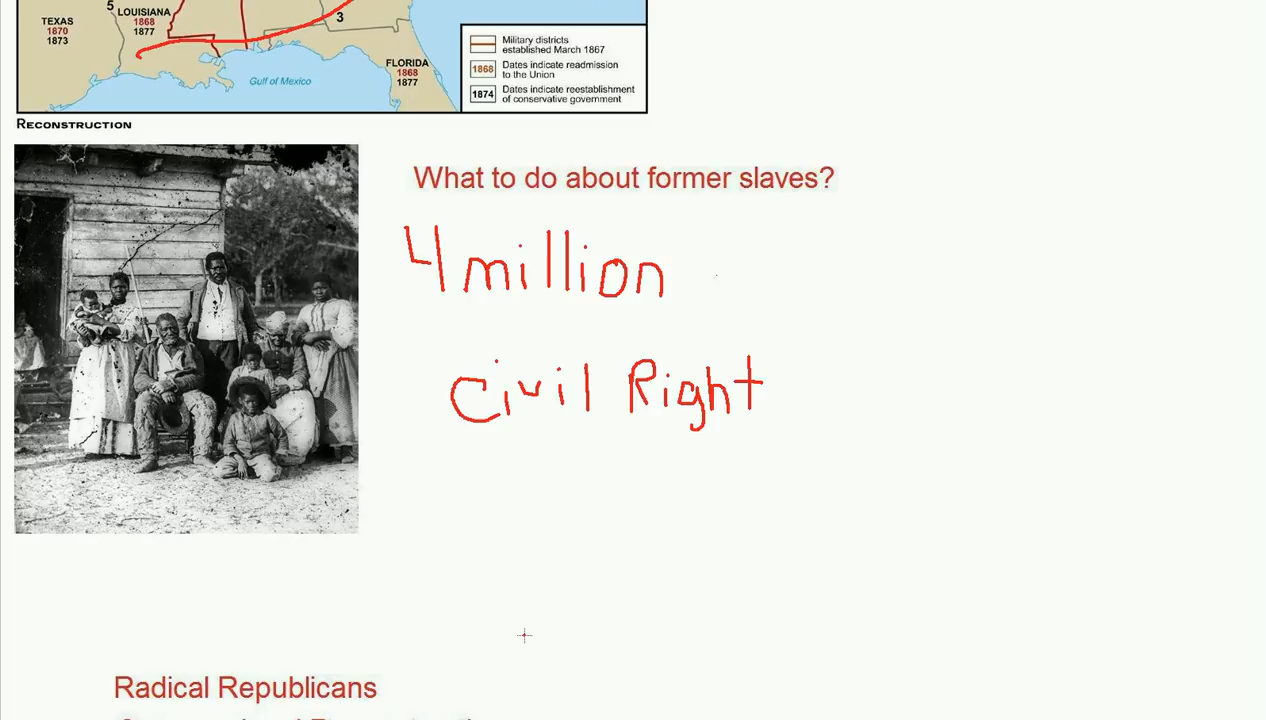 5
LOUISIANA
1868
1877
TEXAS
1870
1873
3
FLORIDA
1868
1877
Gulf of Mexico
Military districts
established March 1867
1868 Dates indicate readmission
to the Union
1874 Dates indicate reestablishment
of conservative government
RECONSTRUCTION
What to do about former slaves?
4 million
Civil Right
Radical Republicans